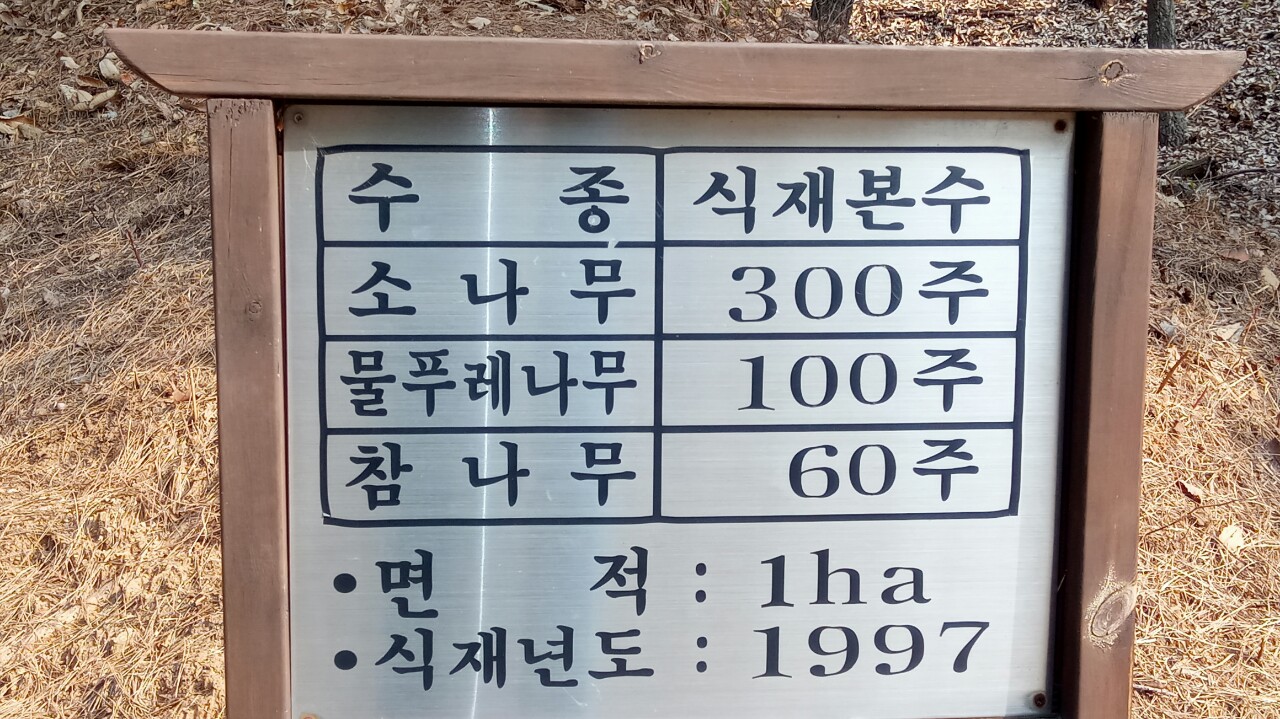 수 종 식재본수
소 나 무 300주
물푸레나무 100주
참 나 무 60주
•면 적 : 1ha
•식재년도 : 1997